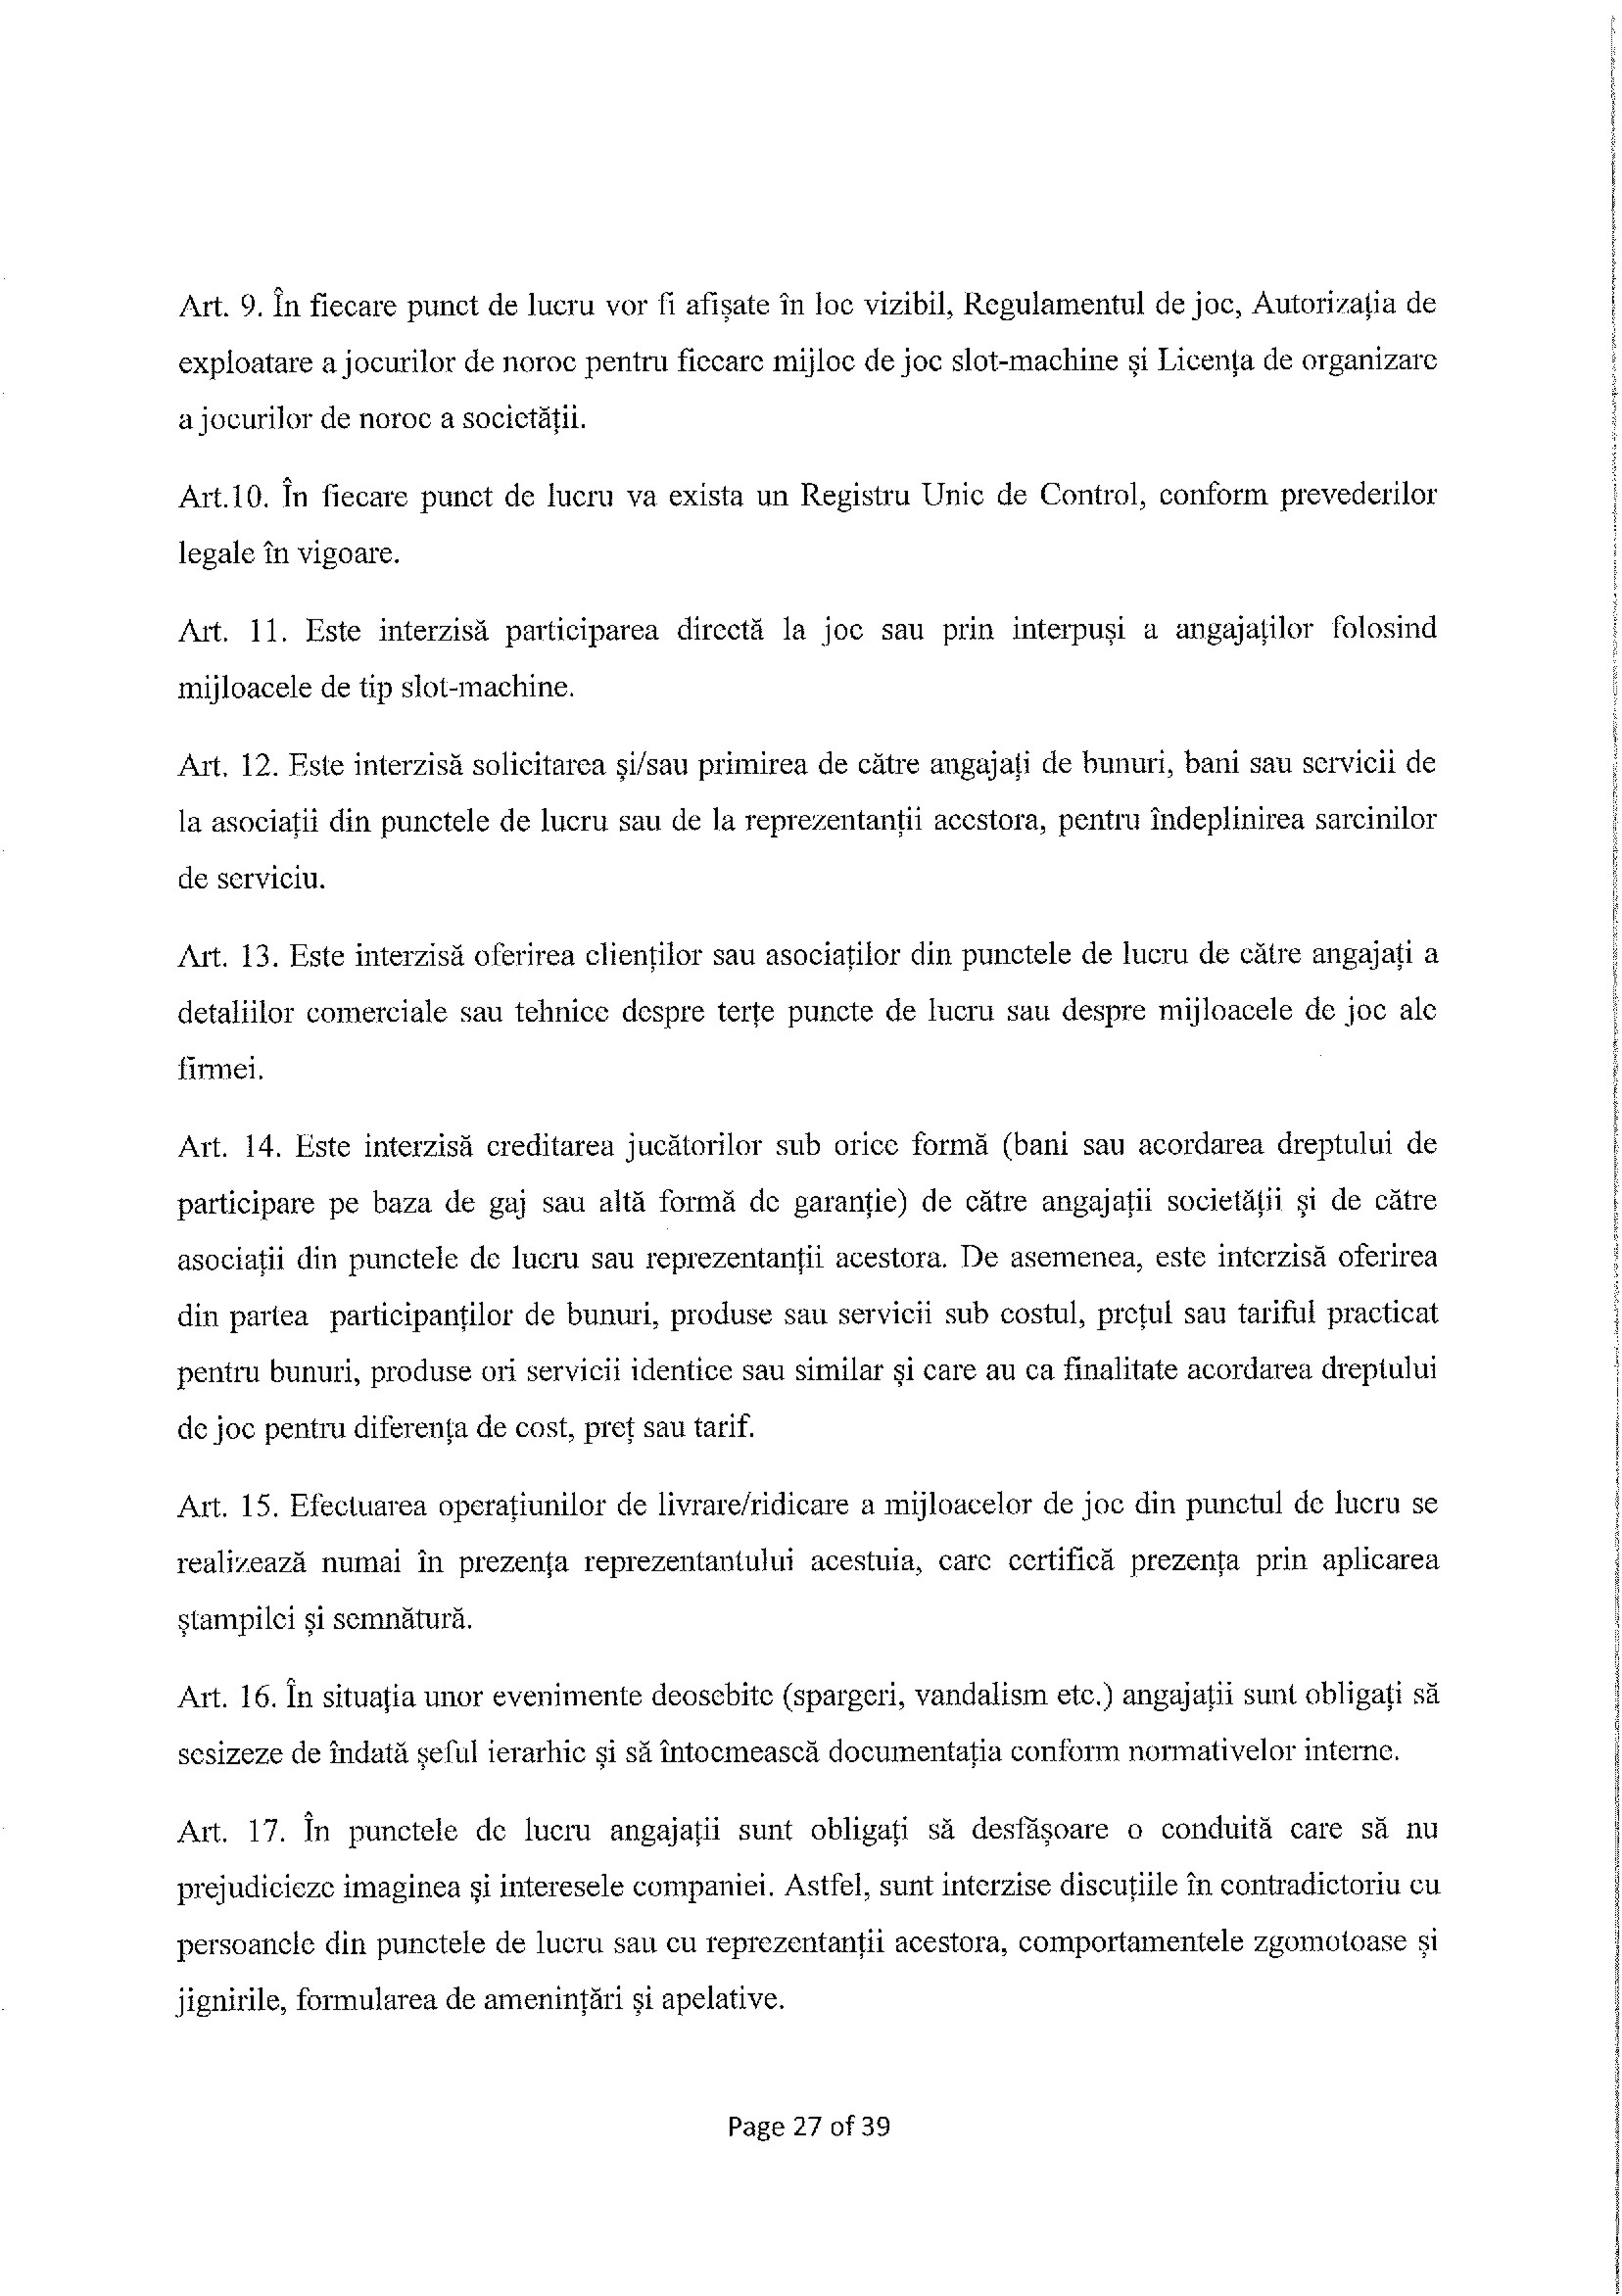 Art. 9. În fiecare punct de lucru vor fi afișate în loc vizibil, Regulamentul de joc, Autorizația de
exploatare a jocurilor de noroc pentru fiecare mijloc de joc slot-machine și Licența de organizare
a jocurilor de noroc a societății.
Art.10. În fiecare punct de lucru va exista un Registru Unic de Control, conform prevederilor
legale în vigoare.
Art. 11. Este interzisă participarea directă la joc sau prin interpuși a angajaților folosind
mijloacele de tip slot-machine.
Art. 12. Este interzisă solicitarea și/sau primirea de către angajați de bunuri, bani sau servicii de
la asociații din punctele de lucru sau de la reprezentanții acestora, pentru îndeplinirea sarcinilor
de serviciu.
Art. 13. Este interzisă oferirea clienților sau asociaților din punctele de lucru de către angajați a
detaliilor comerciale sau tehnice despre terțe puncte de lucru sau despre mijloacele de joc ale
firmei.
Art. 14. Este interzisă creditarea jucătorilor sub orice formă (bani sau acordarea dreptului de
participare pe baza de gaj sau altă formă de garanție) de către angajații societății și de către
asociații din punctele de lucru sau reprezentanții acestora. De asemenea, este interzisă oferirea
din partea participanților de bunuri, produse sau servicii sub costul, prețul sau tariful practicat
pentru bunuri, produse ori servicii identice sau similar și care au ca finalitate acordarea dreptului
de joc pentru diferența de cost, preț sau tarif.
Art. 15. Efectuarea operațiunilor de livrare/ridicare a mijloacelor de joc din punctul de lucru se
realizează numai în prezența reprezentantului acestuia, care certifică prezența prin aplicarea
ștampilei și semnătură.
Art. 16. În situația unor evenimente deosebite (spargeri, vandalism etc.) angajații sunt obligați să
sesizeze de îndată șeful ierarhic și să întocmească documentația conform normativelor interne.
Art. 17. În punctele de lucru angajații sunt obligați să desfășoare o conduită care să nu
prejudicieze imaginea și interesele companiei. Astfel, sunt interzise discuțiile în contradictoriu cu
persoanele din punctele de lucru sau cu reprezentanții acestora, comportamentele zgomotoase și
jignirile, formularea de amenințări și apelative.
Page 27 of 39